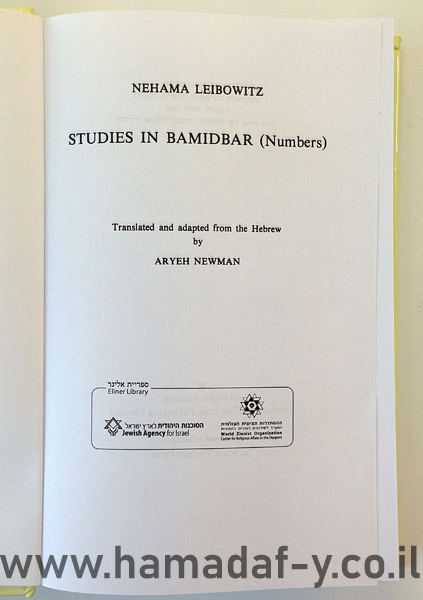 NEHAMA LEIBOWITZ
STUDIES IN BAMIDBAR (Numbers)
Translated and adapted from the Hebrew
by
ARYEH NEWMAN
ספריית אלינר
Eliner Library
הסוכנות היהודית לארץ ישראל
Jewish Agency for Israel
ההסתדרות הציונית העולמית
World Zionist Organization
Center for Religious Affairs in the Diaspora
www.hamadaf-y.co.il